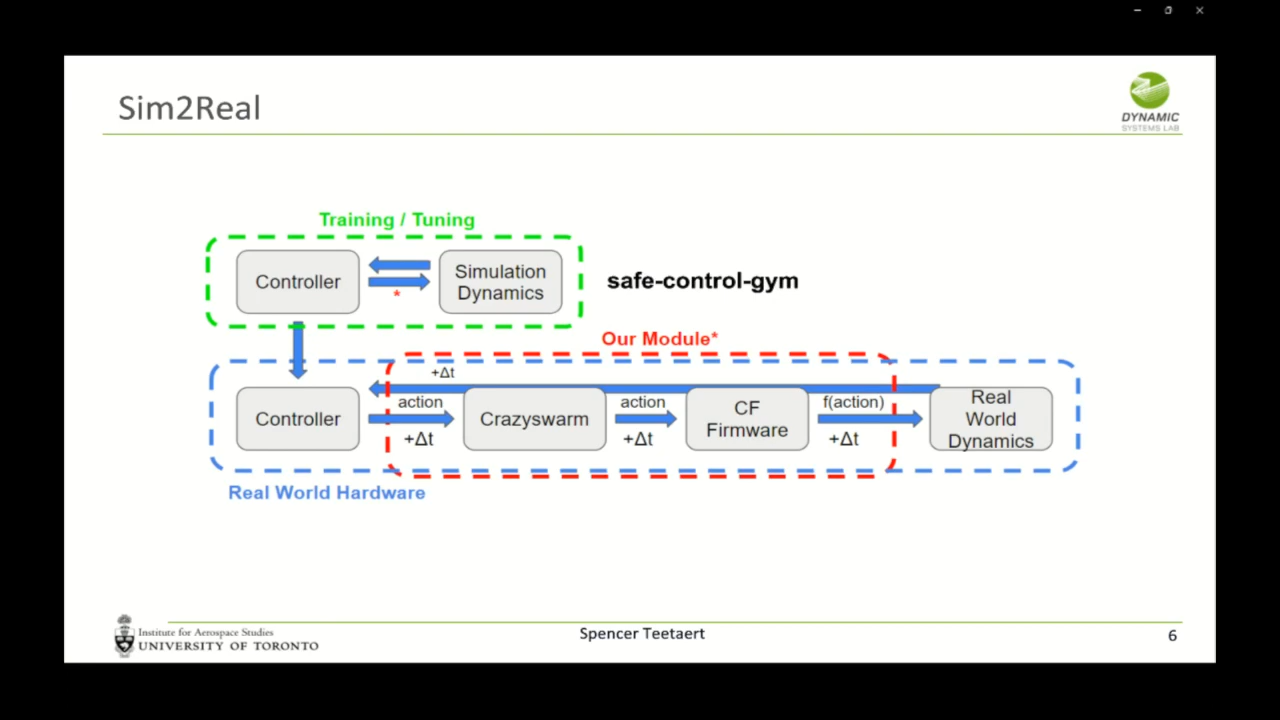 Sim2Real
DYNAMIC
SYSTEMS LAB
Training / Tuning
Controller
Simulation
Dynamics
*
safe-control-gym
Our Module*
+Δt
Controller
action
+Δt
Crazyswarm
action
+Δt
CF
Firmware
f(action)
+Δt
Real
World
Dynamics
Real World Hardware
Institute for Aerospace Studies
UNIVERSITY OF TORONTO
Spencer Teetaert
6